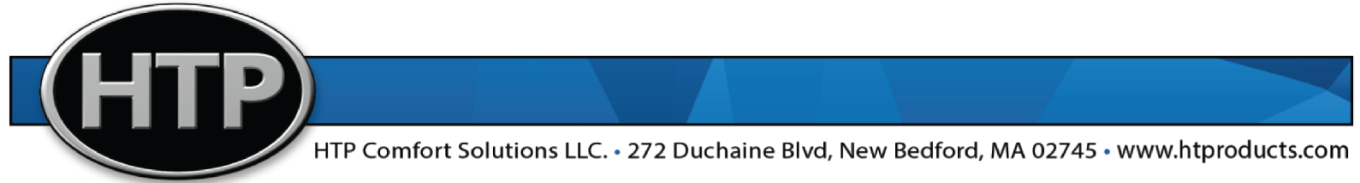 HTP
HTP Comfort Solutions LLC. • 272 Duchaine Blvd, New Bedford, MA 02745 • www.htproducts.com